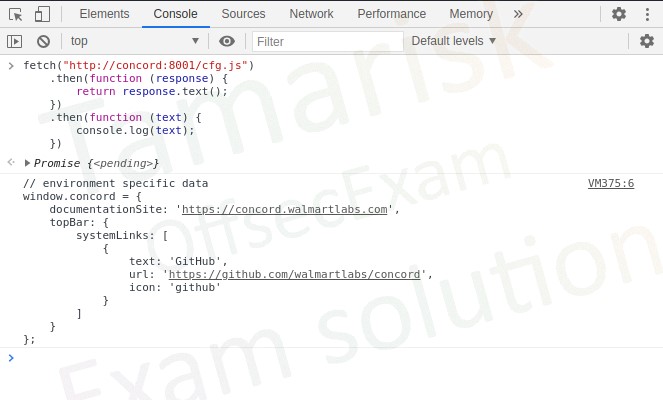 Elements Console Sources Network Performance Memory »
top Filter Default levels
fetch("http://concord:8001/cfg.js")
.then(function (response) {
return response.text();
})
.then(function (text) {
console.log(text);
})
Promise {<pending>}
// environment specific data VM375:6
window.concord = {
documentationSite: 'https://concord.walmartlabs.com',
topBar: {
systemLinks: [
{
text: 'GitHub',
url: 'https://github.com/walmartlabs/concord',
icon: 'github'
}
]
}
};
Tamarisk
OffsecExam
Exam solution